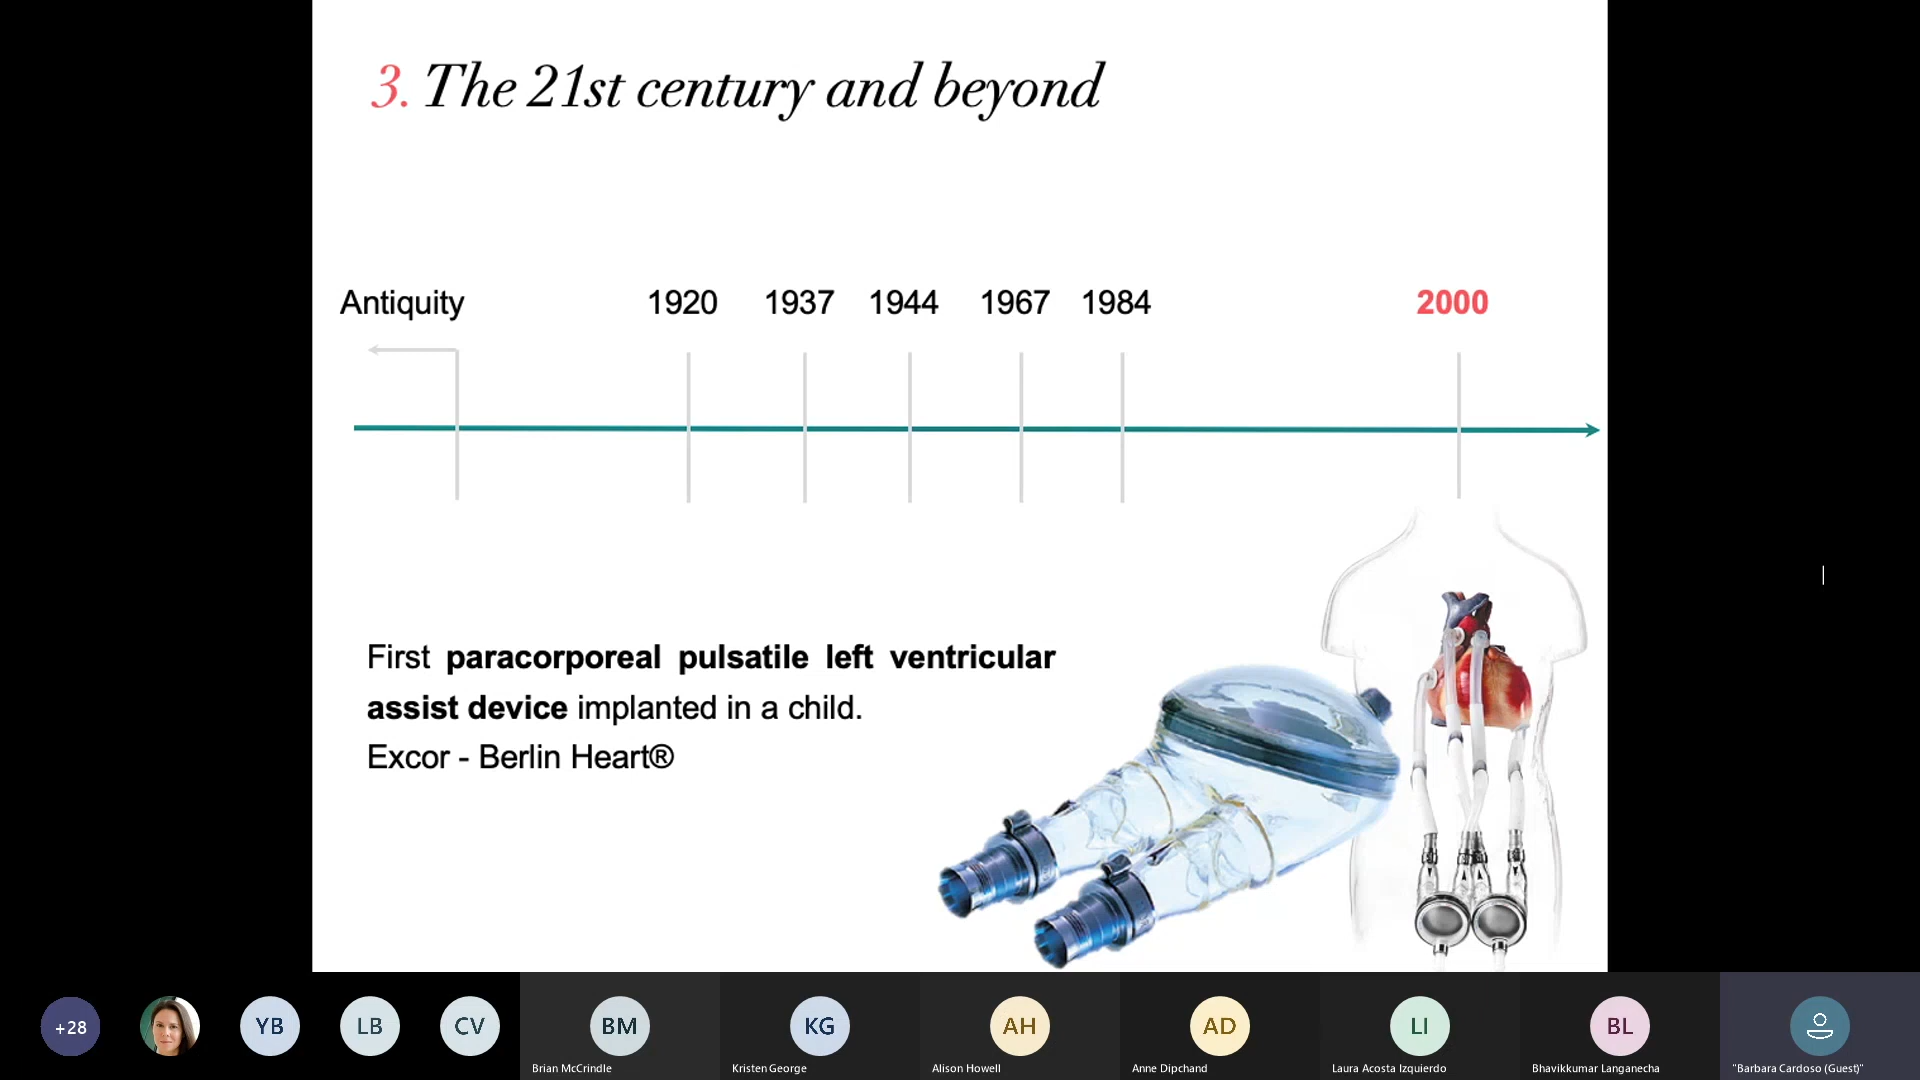 3. The 21st century and beyond
Antiquity 1920 1937 1944 1967 1984 2000
First paracorporeal pulsatile left ventricular
assist device implanted in a child.
Excor - Berlin Heart®
+28 YB LB CV BM KG AH AD LI BL
Brian McCrindle Kristen George Alison Howell Anne Dipchand Laura Acosta Izquierdo Bhavikkumar Langanecha "Barbara Cardoso (Guest)"